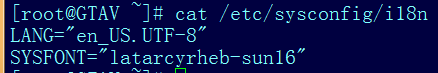 [root@GTAV ~]# cat /etc/sysconfig/i18n
LANG="en_US.UTF-8"
SYSFONT="latarcyrheb-sun16"